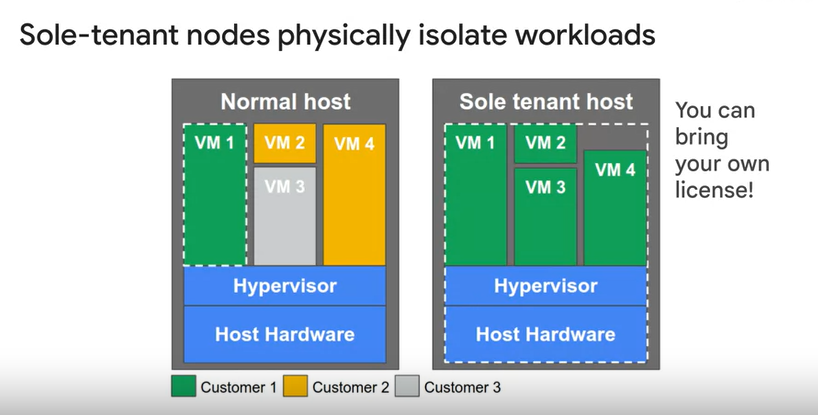 Sole-tenant nodes physically isolate workloads
Normal host
VM 1
VM 2
VM 4
VM 3
Hypervisor
Host Hardware
Sole tenant host
VM 1
VM 2
VM 4
VM 3
Hypervisor
Host Hardware
You can
bring
your own
license!
Customer 1
Customer 2
Customer 3